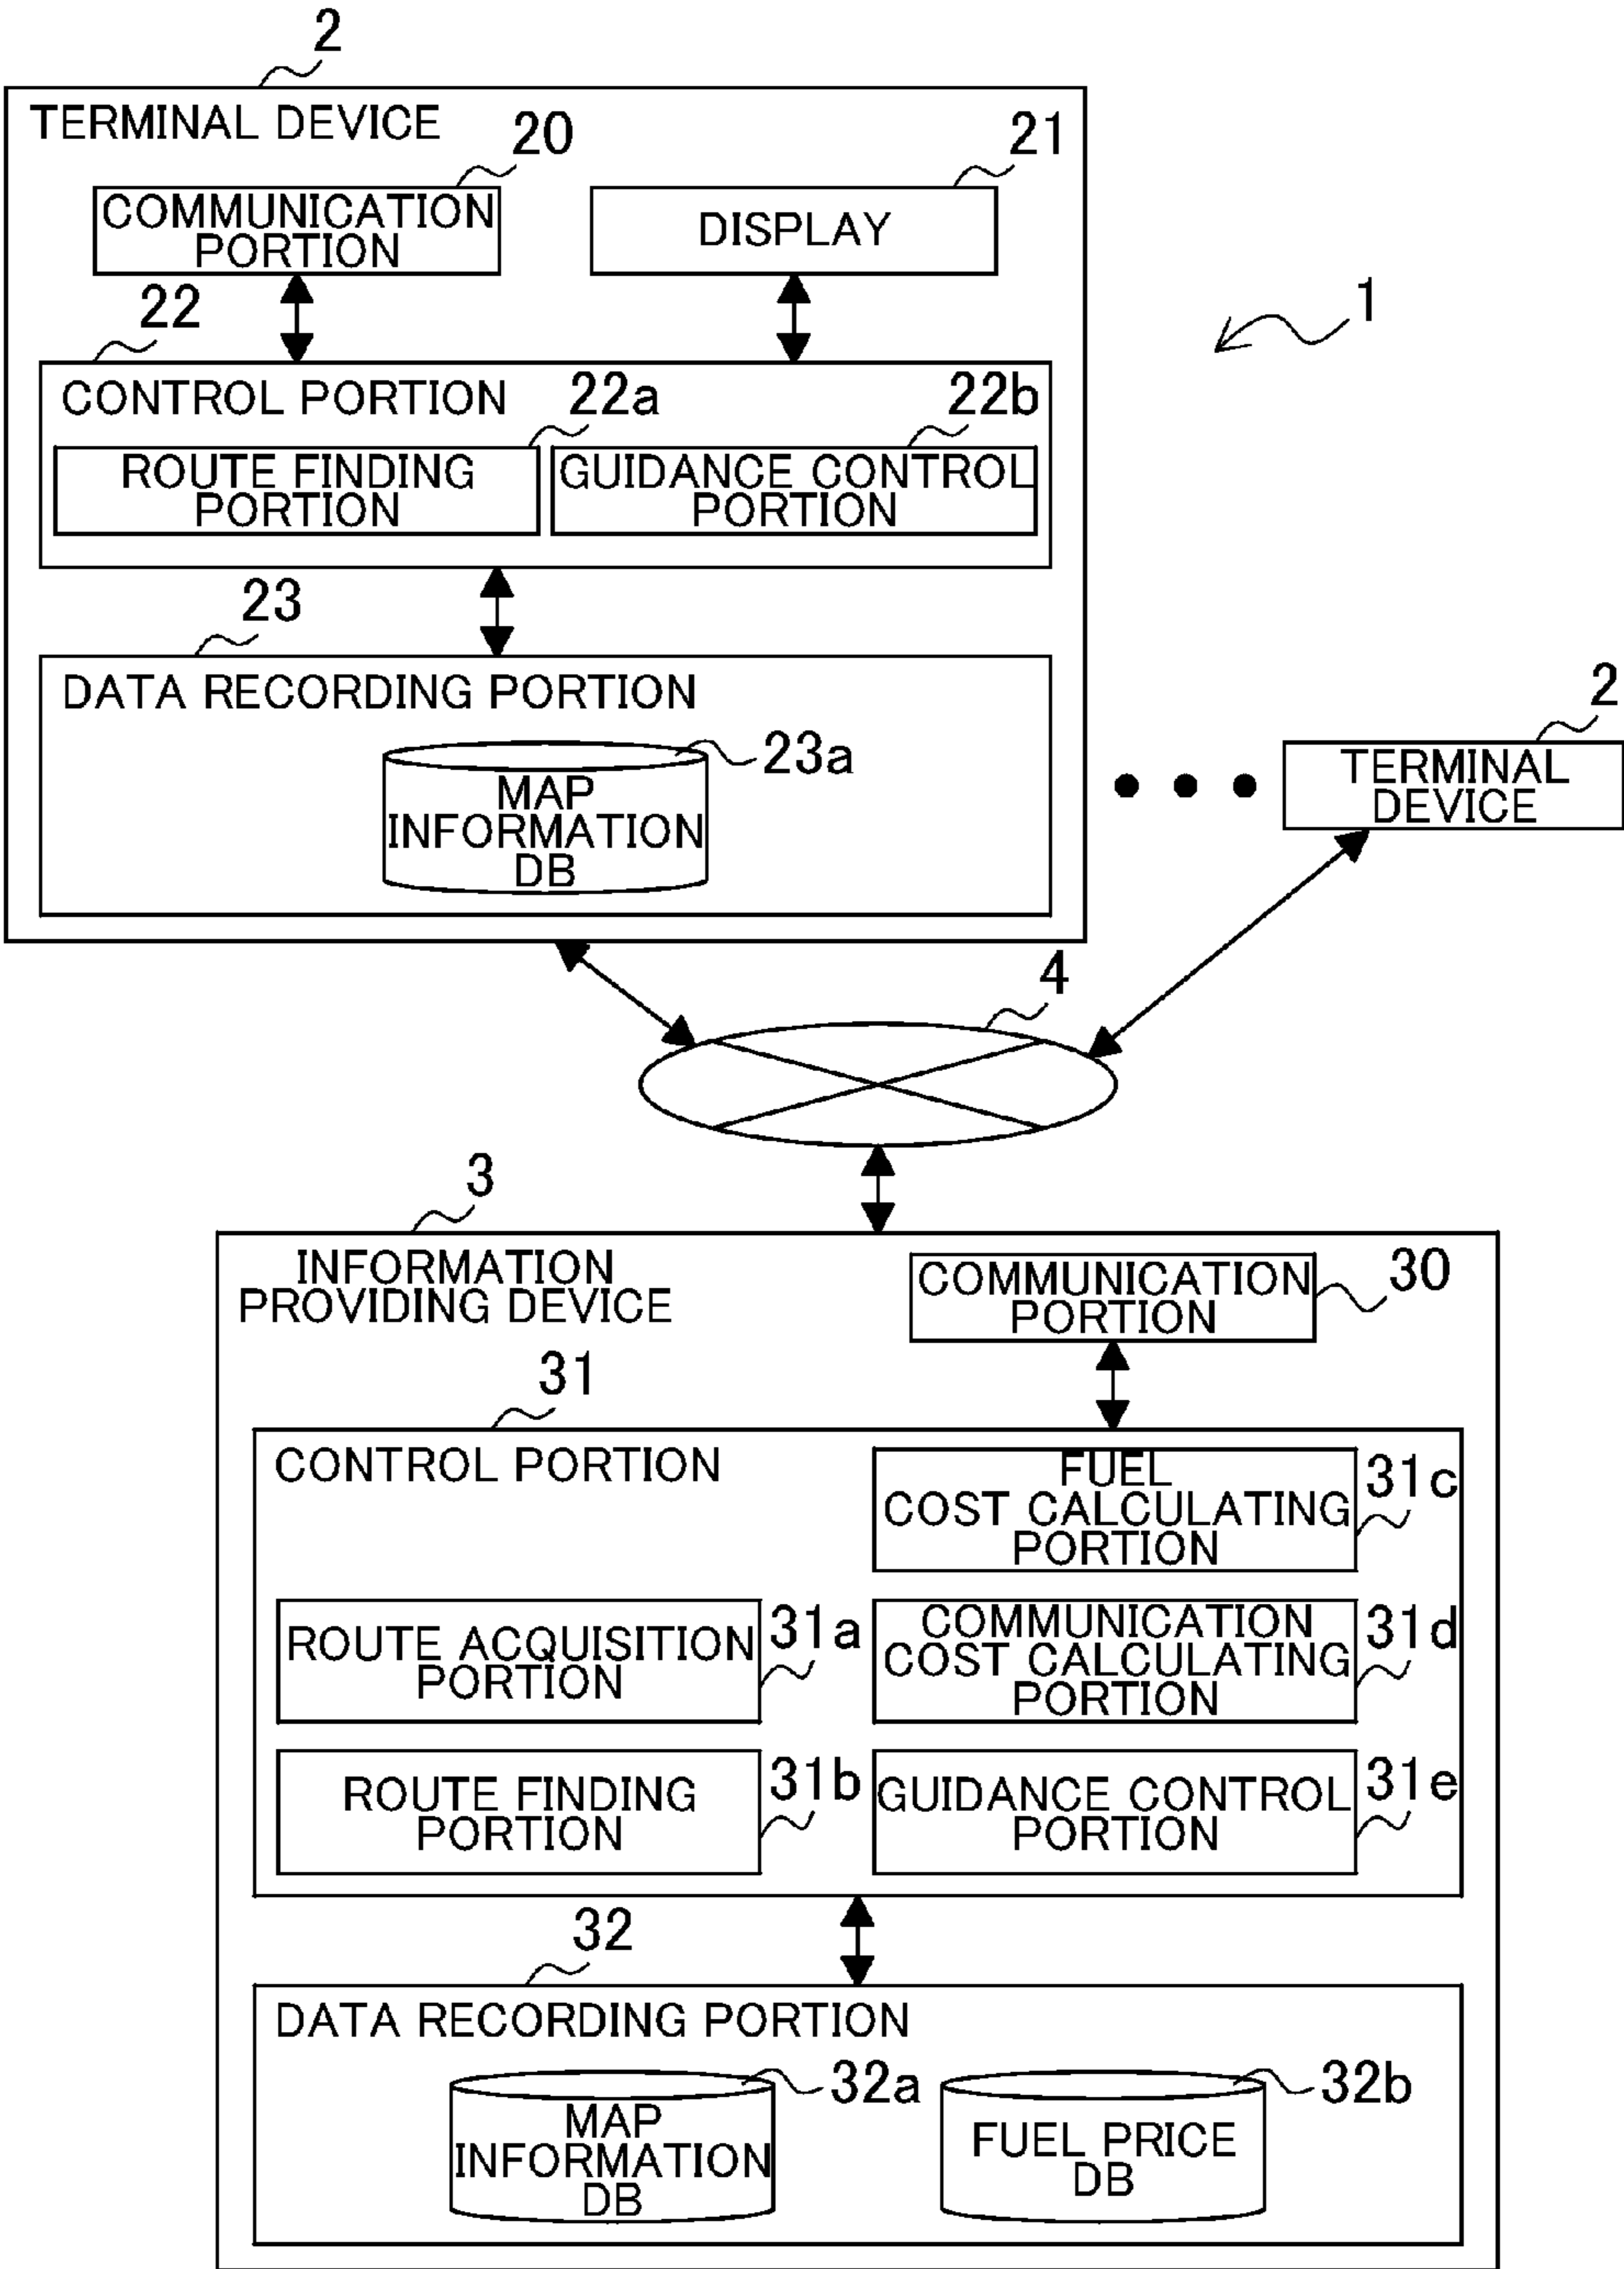 2
TERMINAL DEVICE
20
21
COMMUNICATION
PORTION
DISPLAY
22
1
CONTROL PORTION
22a
22b
ROUTE FINDING
PORTION
GUIDANCE CONTROL
PORTION
23
DATA RECORDING PORTION
23a
MAP
INFORMATION
DB
2
TERMINAL
DEVICE
4
3
INFORMATION
PROVIDING DEVICE
COMMUNICATION
PORTION
30
31
CONTROL PORTION
FUEL
COST CALCULATING
PORTION
31c
ROUTE ACQUISITION
PORTION
31a
COMMUNICATION
COST CALCULATING
PORTION
31d
ROUTE FINDING
PORTION
31b
GUIDANCE CONTROL
PORTION
31e
32
DATA RECORDING PORTION
32a
MAP
INFORMATION
DB
32b
FUEL PRICE
DB